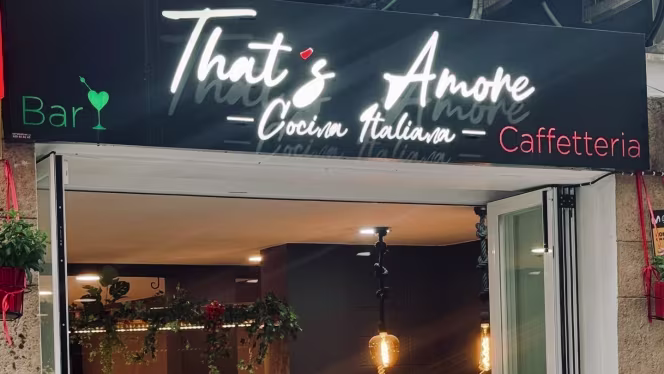 That's Amore
Cocina Italiana
Bar
Caffetteria